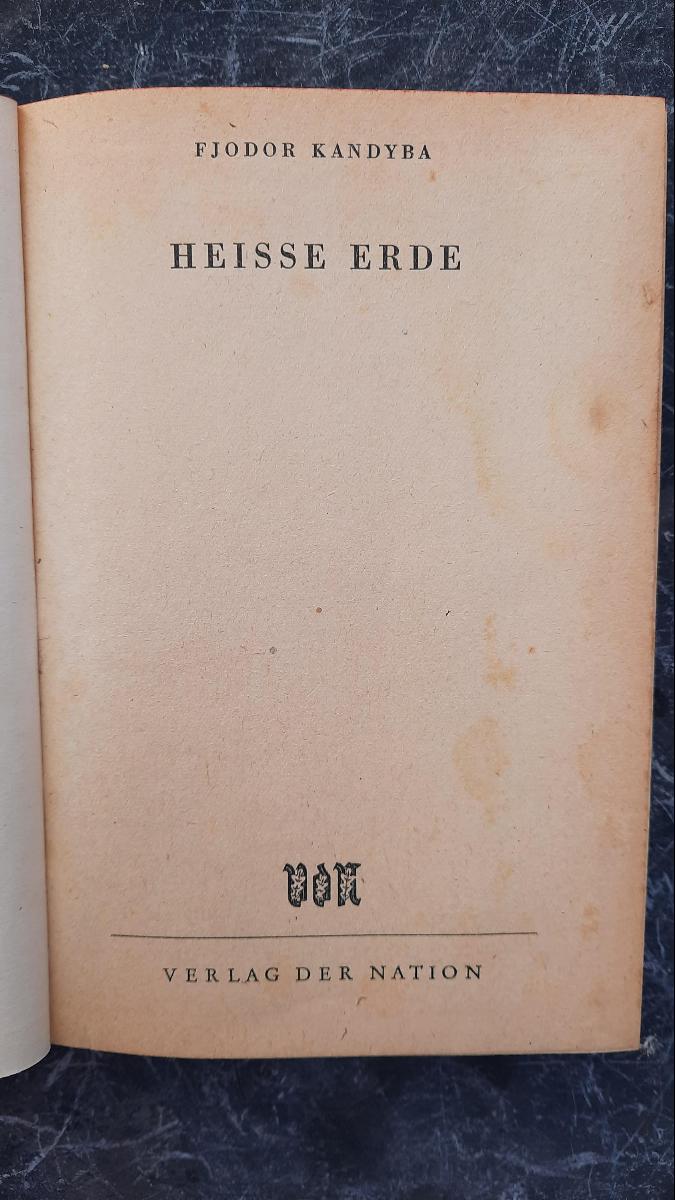 FJODOR KANDYBA
HEISSE ERDE
VdN
VERLAG DER NATION